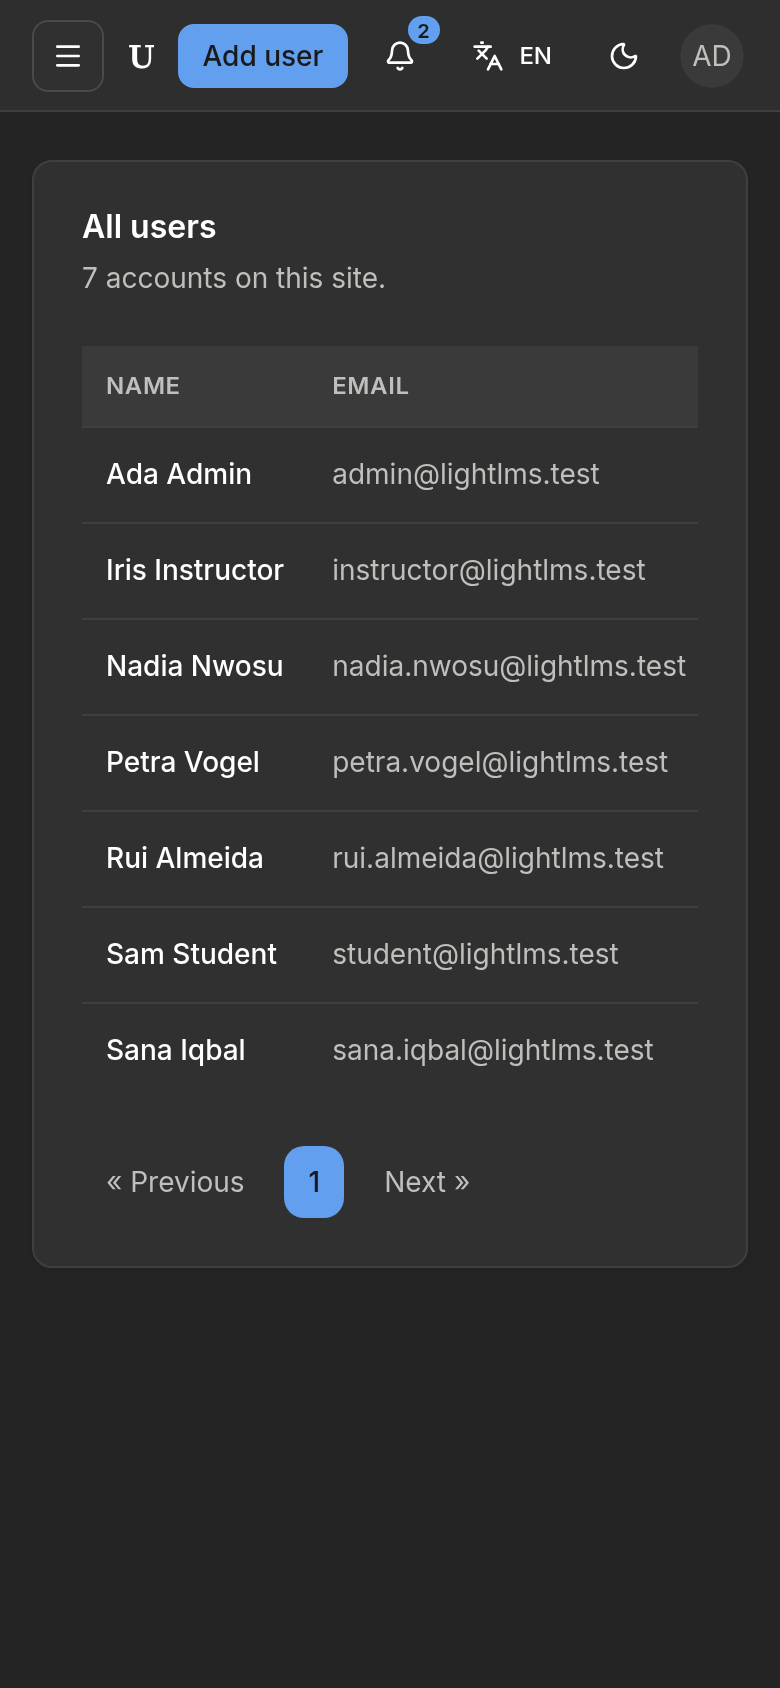 U Add user 2 EN AD
All users
7 accounts on this site.
NAME EMAIL
Ada Admin admin@lightlms.test
Iris Instructor instructor@lightlms.test
Nadia Nwosu nadia.nwosu@lightlms.test
Petra Vogel petra.vogel@lightlms.test
Rui Almeida rui.almeida@lightlms.test
Sam Student student@lightlms.test
Sana Iqbal sana.iqbal@lightlms.test
« Previous 1 Next »